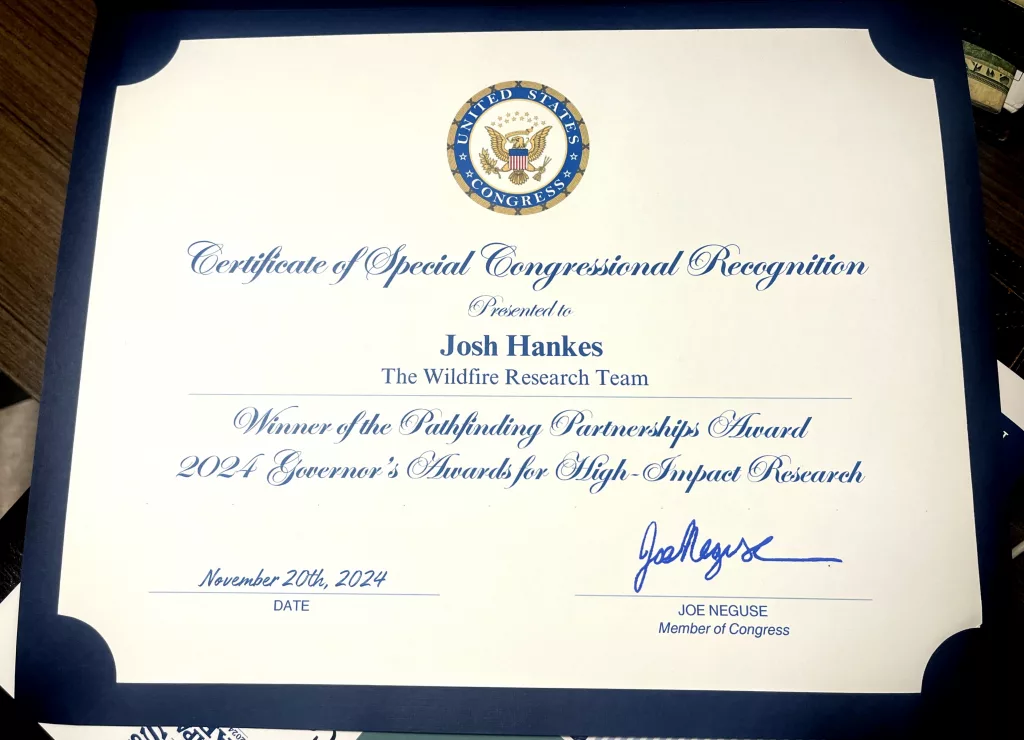 UNITED STATES
CONGRESS
Certificate of Special Congressional Recognition
Presented to
Josh Hankes
The Wildfire Research Team
Winner of the Pathfinding Partnerships Award
2024 Governor's Awards for High-Impact Research
November 20th, 2024
Joe Neguse
DATE
JOE NEGUSE
Member of Congress